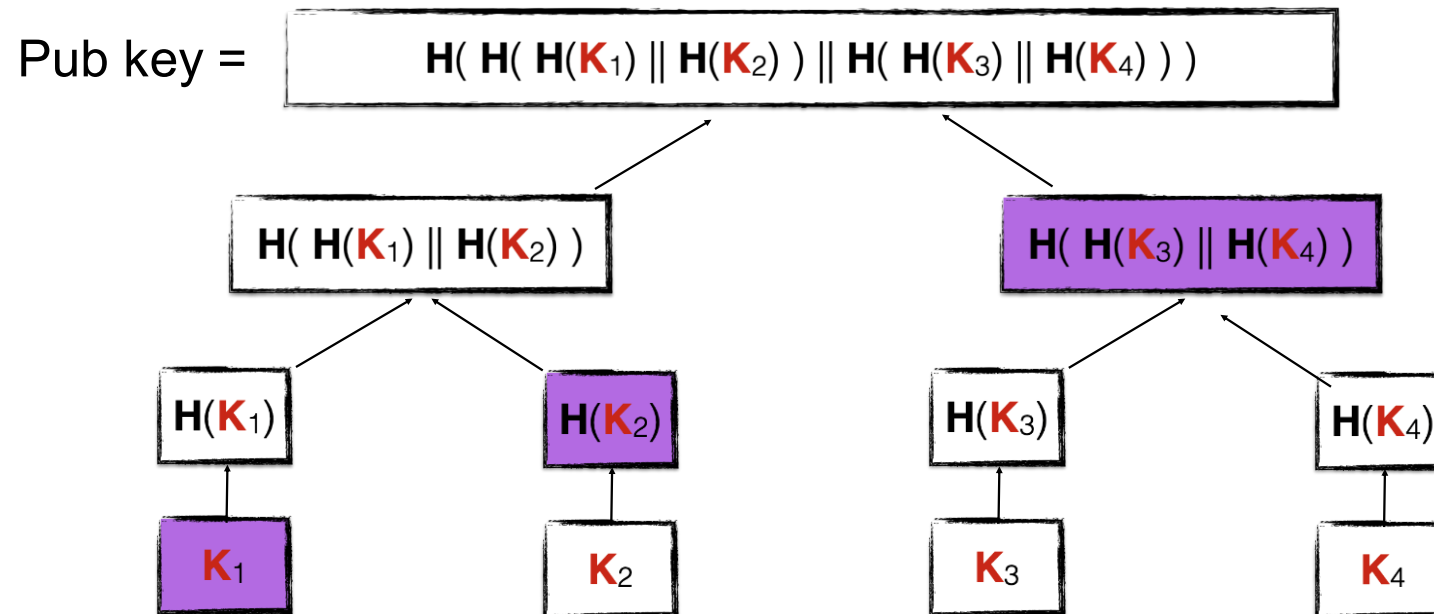 Pub key = H( H( H(K₁) || H(K₂) ) || H( H(K₃) || H(K₄) ) )
H( H(K₁) || H(K₂) )
H( H(K₃) || H(K₄) )
H(K₁)
H(K₂)
H(K₃)
H(K₄)
K₁
K₂
K₃
K₄